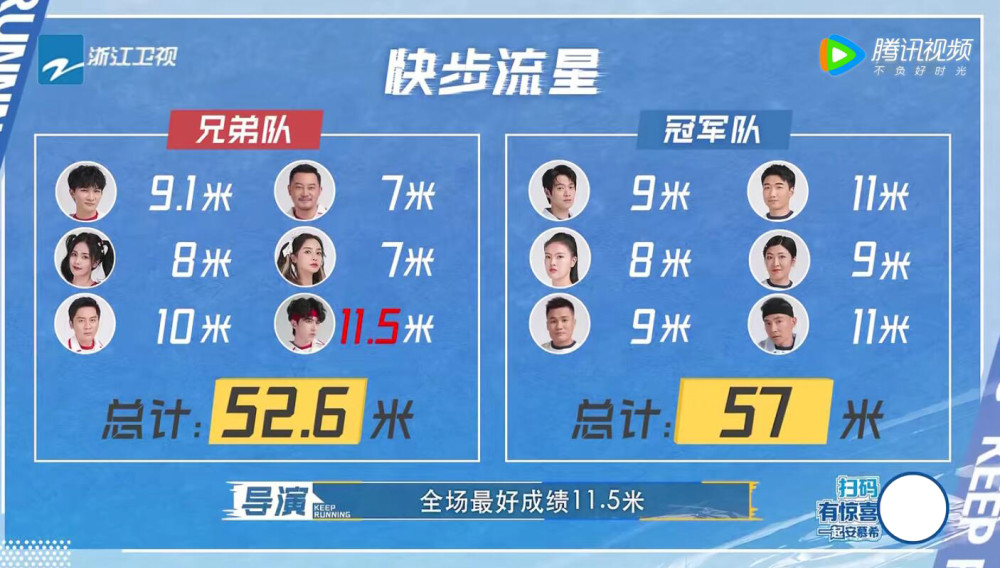 RUNNING
浙江卫视
快步流星
腾讯视频
不负好时光
兄弟队
冠军队
9.1米
7米
9米
11米
8米
7米
8米
9米
10米
11.5米
9米
11米
总计:52.6米
总计:57米
导演
KEEP
RUNNING
全场最好成绩11.5米
扫码
有惊喜
一起安慕希
KEEP R